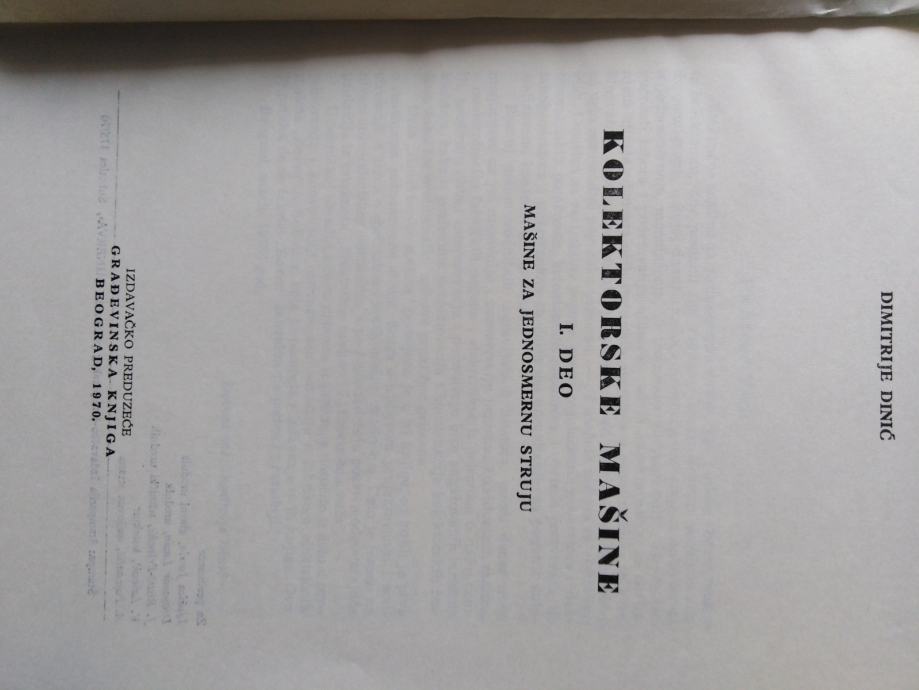 DIMITRIJE DINIĆ
KOLEKTORSKE MAŠINE
I. DEO
MAŠINE ZA JEDNOSMERNU STRUJU
IZDAVAČKO PREDUZEĆE
GRAĐEVINSKA KNJIGA
BEOGRAD, 1970.